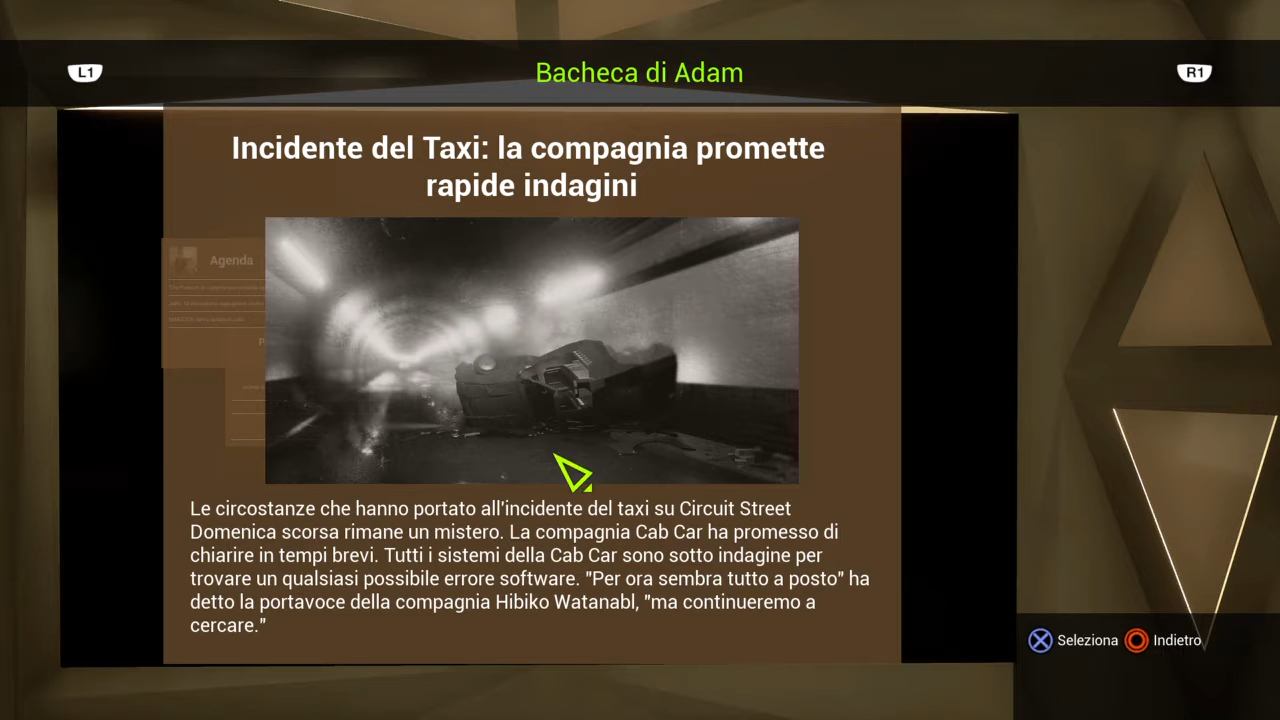 L1
Bacheca di Adam
R1
Incidente del Taxi: la compagnia promette
rapide indagini
Agenda
Le circostanze che hanno portato all'incidente del taxi su Circuit Street
Domenica scorsa rimane un mistero. La compagnia Cab Car ha promesso di
chiarire in tempi brevi. Tutti i sistemi della Cab Car sono sotto indagine per
trovare un qualsiasi possibile errore software. "Per ora sembra tutto a posto" ha
detto la portavoce della compagnia Hibiko Watanabl, "ma continueremo a
cercare."
Seleziona
Indietro